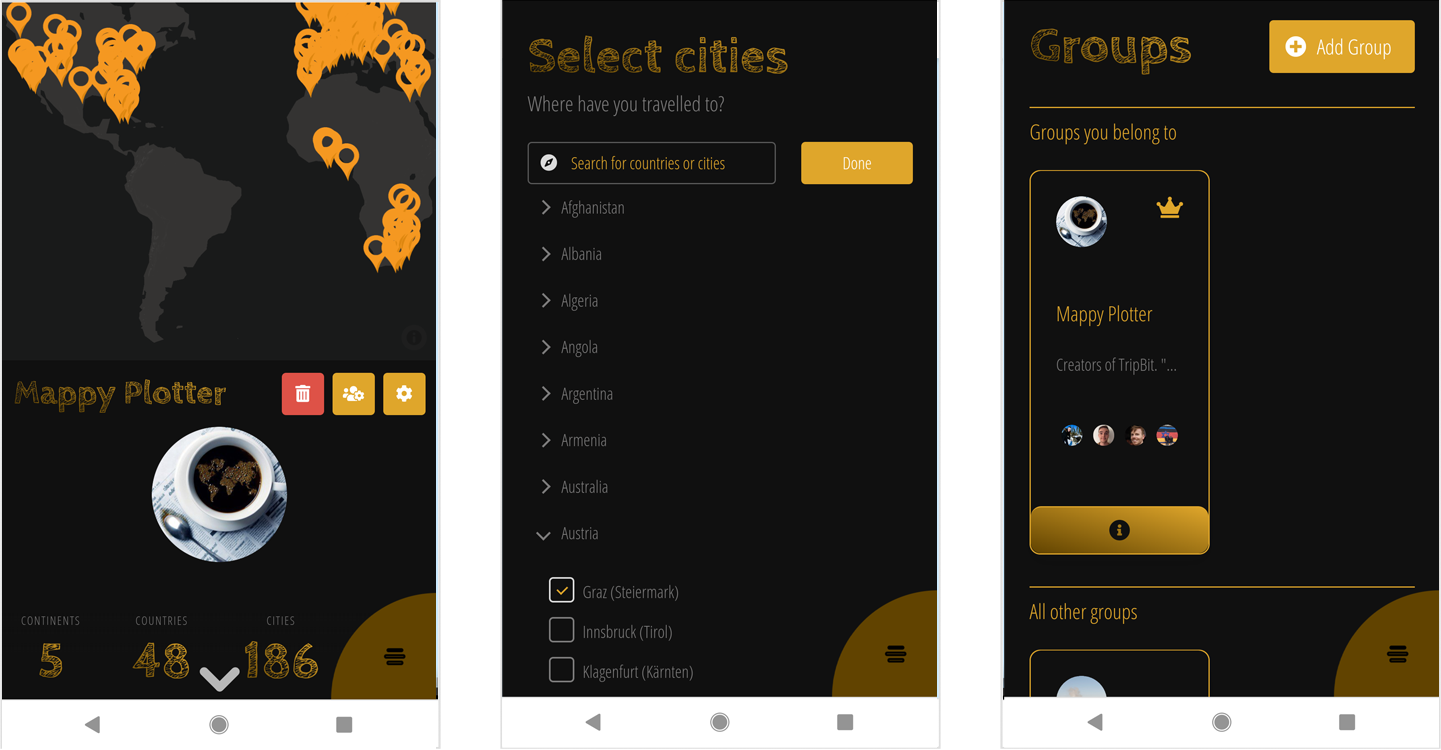 Mappy Plotter
CONTINENTS
COUNTRIES
CITIES
5
48
186
Select cities
Where have you travelled to?
Search for countries or cities
Done
Afghanistan
Albania
Algeria
Angola
Argentina
Armenia
Australia
Austria
Graz (Steiermark)
Innsbruck (Tirol)
Klagenfurt (Kärnten)
Groups
Add Group
Groups you belong to
Mappy Plotter
Creators of TripBit. "...
All other groups